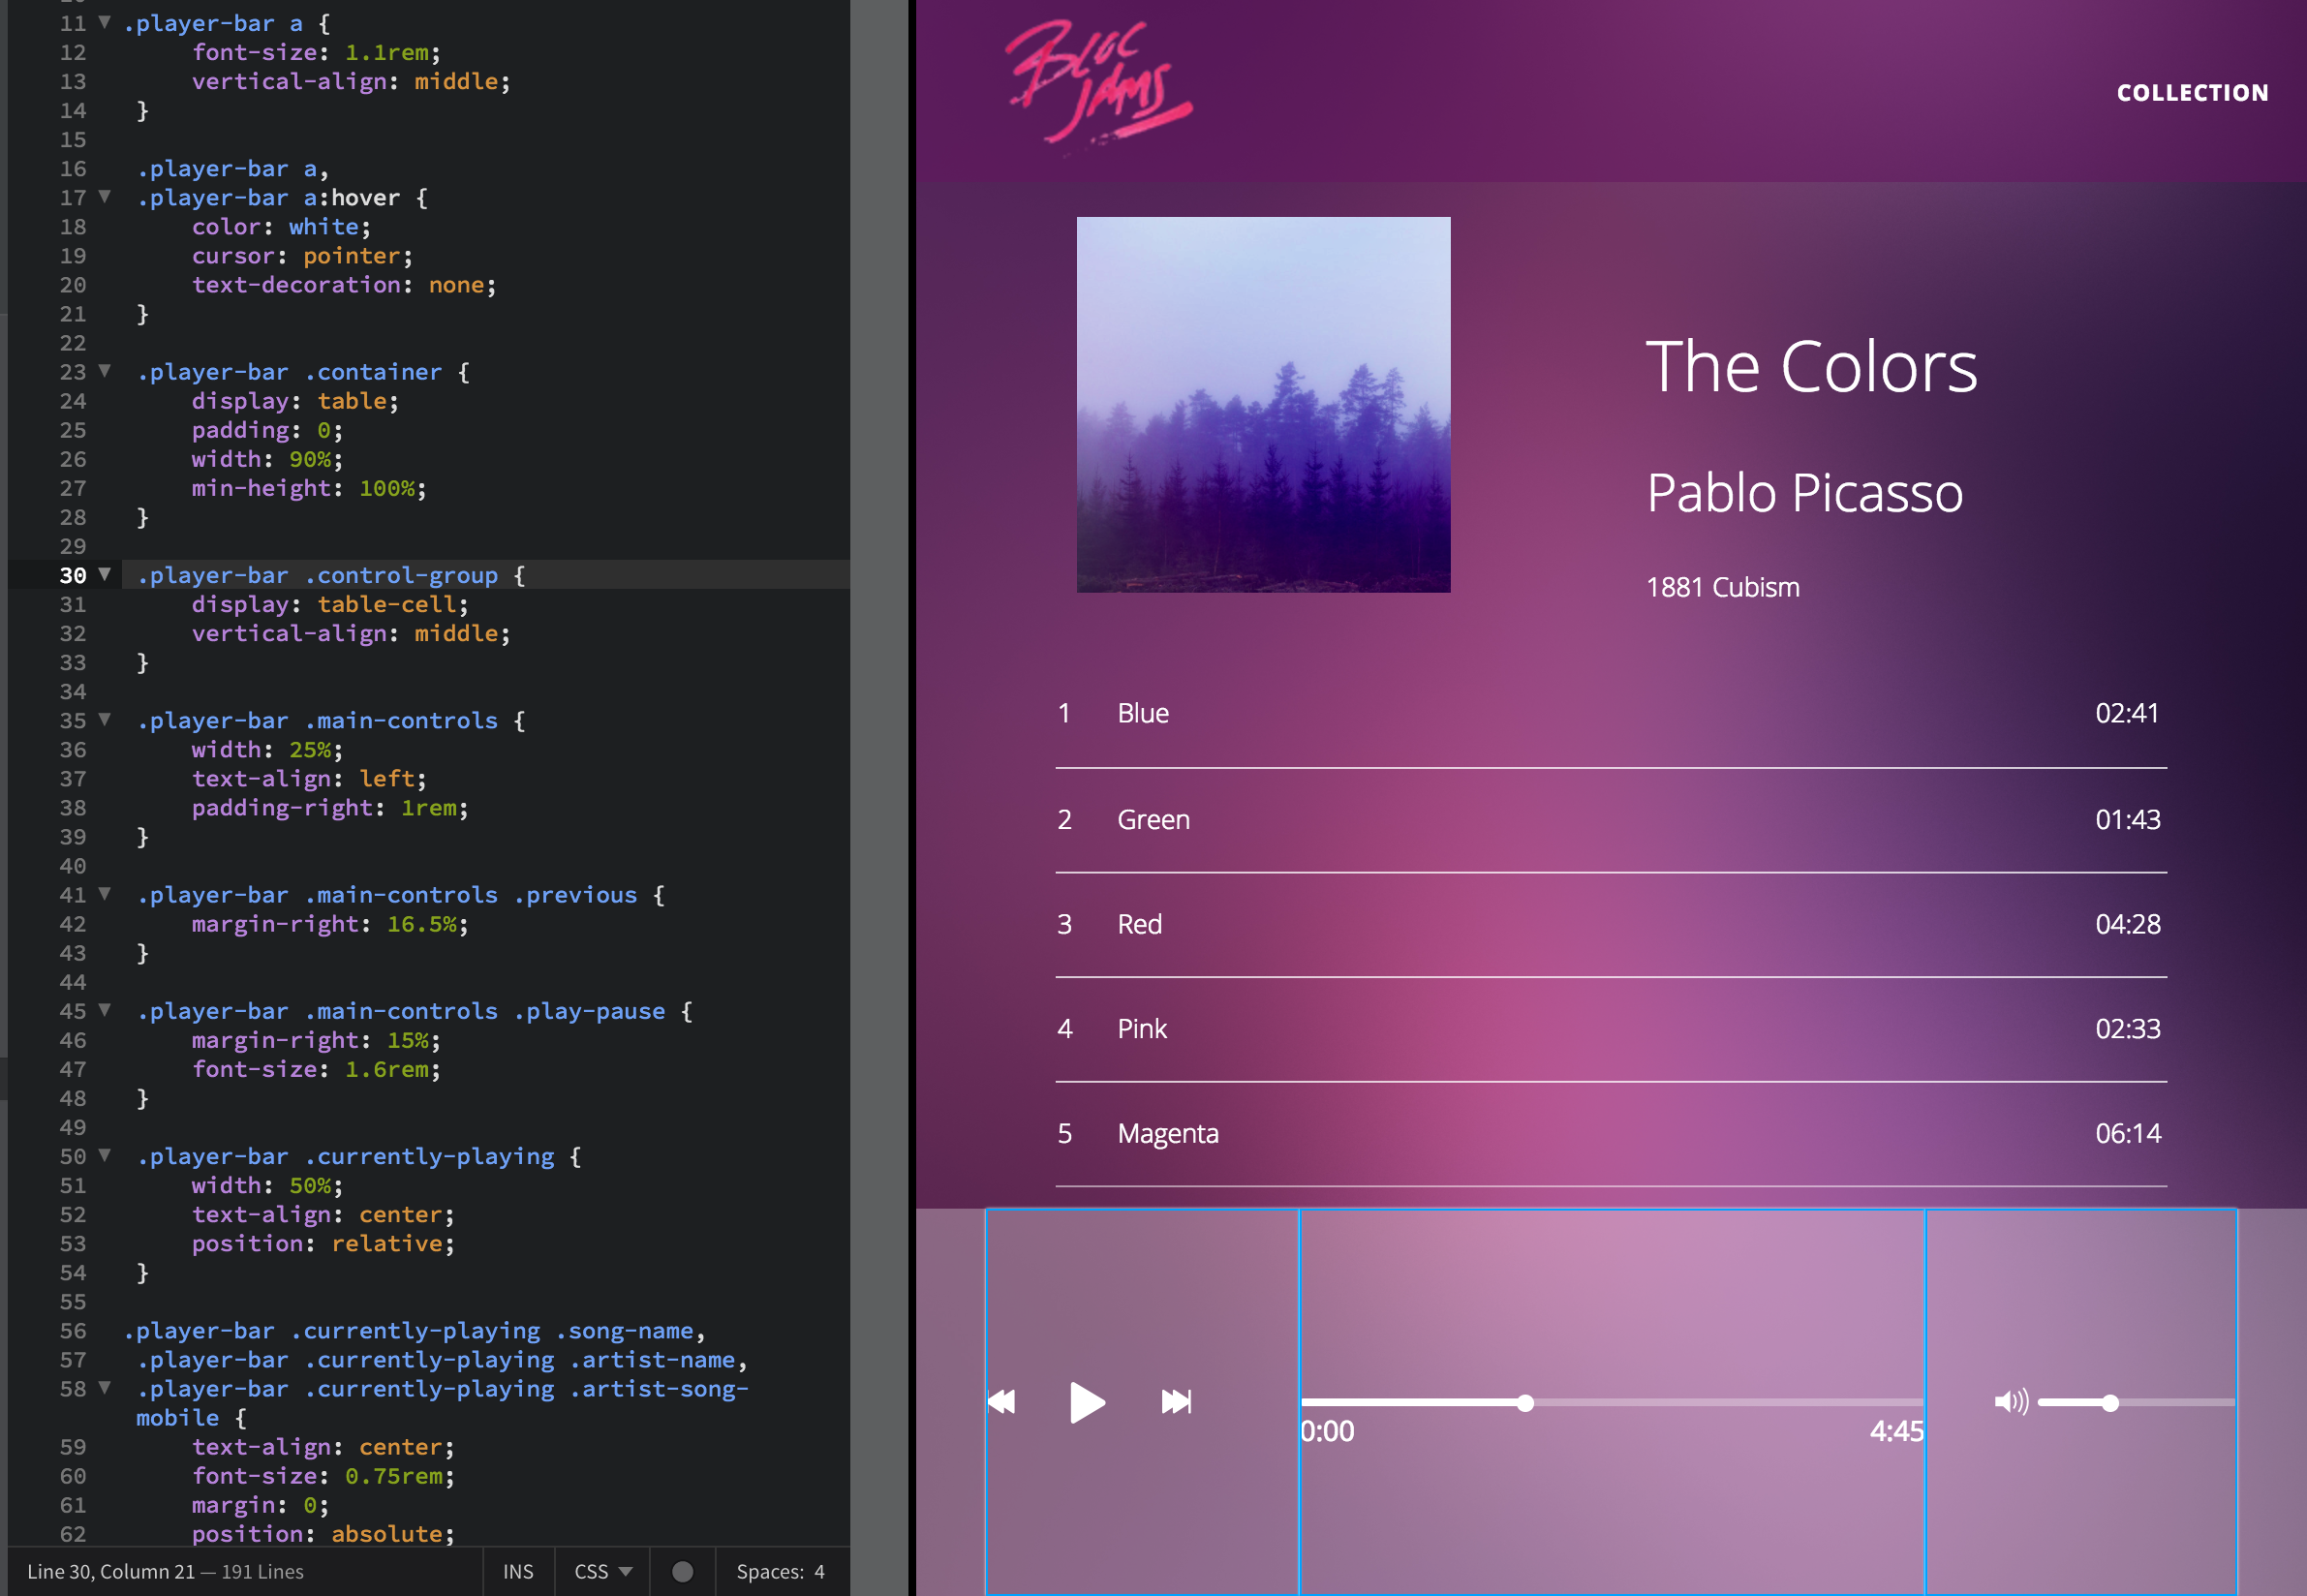 11 .player-bar a {
12 font-size: 1.1rem;
13 vertical-align: middle;
14 }
15
16 .player-bar a,
17 .player-bar a:hover {
18 color: white;
19 cursor: pointer;
20 text-decoration: none;
21 }
22
23 .player-bar .container {
24 display: table;
25 padding: 0;
26 width: 90%;
27 min-height: 100%;
28 }
29
30 .player-bar .control-group {
31 display: table-cell;
32 vertical-align: middle;
33 }
34
35 .player-bar .main-controls {
36 width: 25%;
37 text-align: left;
38 padding-right: 1rem;
39 }
40
41 .player-bar .main-controls .previous {
42 margin-right: 16.5%;
43 }
44
45 .player-bar .main-controls .play-pause {
46 margin-right: 15%;
47 font-size: 1.6rem;
48 }
49
50 .player-bar .currently-playing {
51 width: 50%;
52 text-align: center;
53 position: relative;
54 }
55
56 .player-bar .currently-playing .song-name,
57 .player-bar .currently-playing .artist-name,
58 .player-bar .currently-playing .artist-song-
mobile {
59 text-align: center;
60 font-size: 0.75rem;
61 margin: 0;
62 position: absolute;
Line 30, Column 21 — 191 Lines INS CSS Spaces: 4
BLOC
JAMS
COLLECTION
The Colors
Pablo Picasso
1881 Cubism
1 Blue 02:41
2 Green 01:43
3 Red 04:28
4 Pink 02:33
5 Magenta 06:14
0:00 4:45